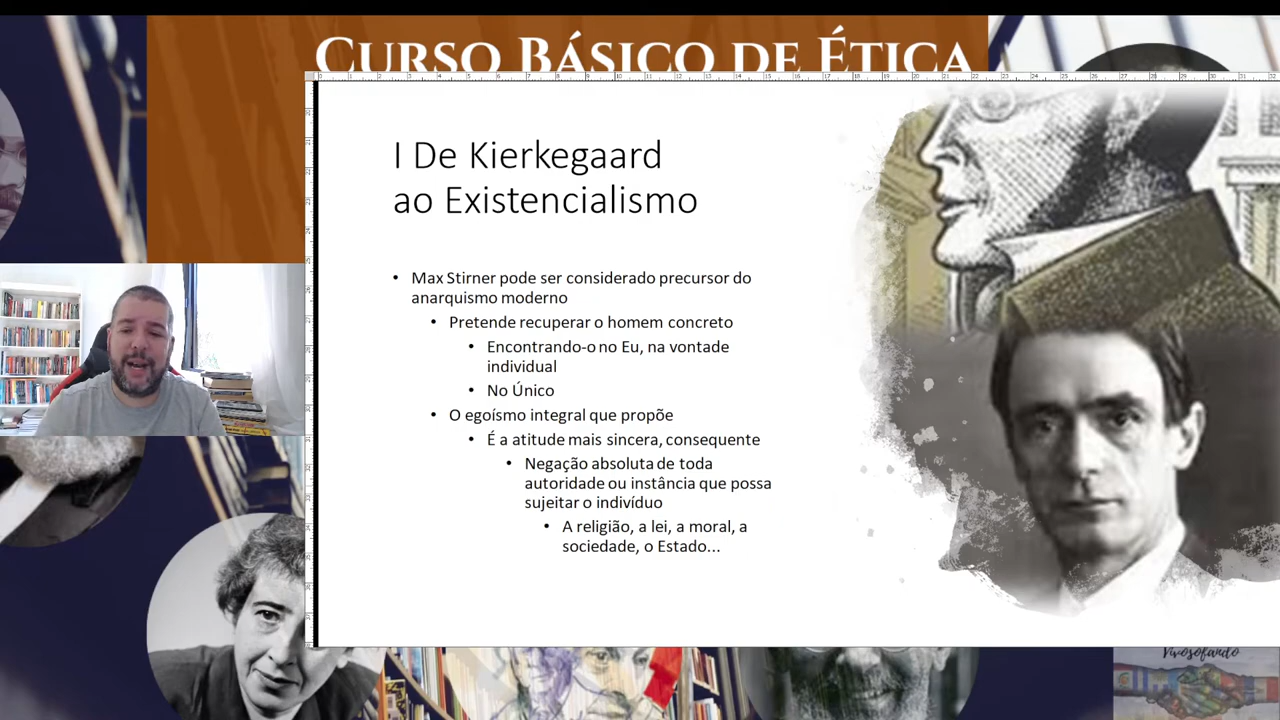 CURSO BÁSICO DE ÉTICA
I De Kierkegaard
ao Existencialismo
• Max Stirner pode ser considerado precursor do
anarquismo moderno
• Pretende recuperar o homem concreto
• Encontrando-o no Eu, na vontade
individual
• No Único
• O egoísmo integral que propõe
• É a atitude mais sincera, consequente
• Negação absoluta de toda
autoridade ou instância que possa
sujeitar o indivíduo
• A religião, a lei, a moral, a
sociedade, o Estado...
Vivosofando